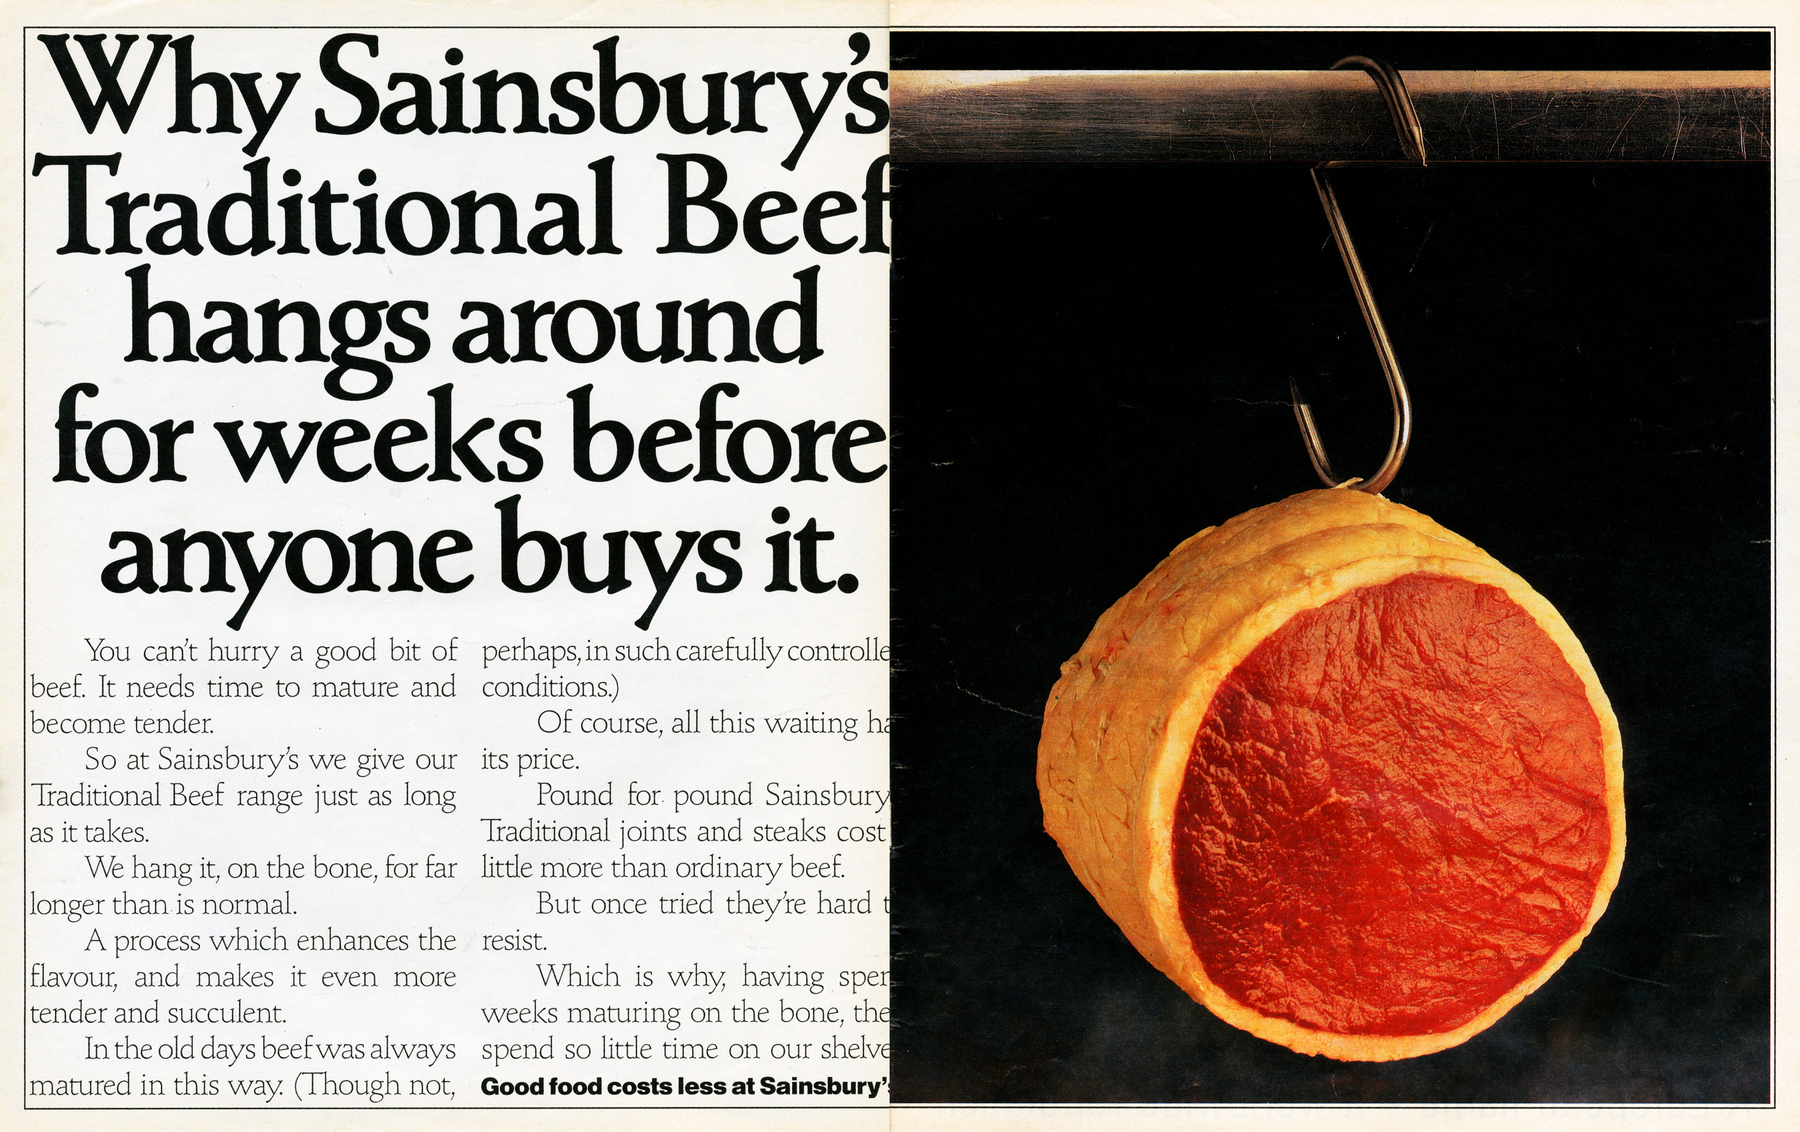 Why Sainsbury's
Traditional Beef
hangs around
for weeks before
anyone buys it.
You can't hurry a good bit of
beef. It needs time to mature and
become tender.
So at Sainsbury's we give our
Traditional Beef range just as long
as it takes.
We hang it, on the bone, for far
longer than is normal.
A process which enhances the
flavour, and makes it even more
tender and succulent.
In the old days beef was always
matured in this way. (Though not,
perhaps, in such carefully controlle
conditions.)
Of course, all this waiting ha
its price.
Pound for pound Sainsbury
Traditional joints and steaks cost
little more than ordinary beef.
But once tried they're hard t
resist.
Which is why, having spen
weeks maturing on the bone, the
spend so little time on our shelve
Good food costs less at Sainsbury's